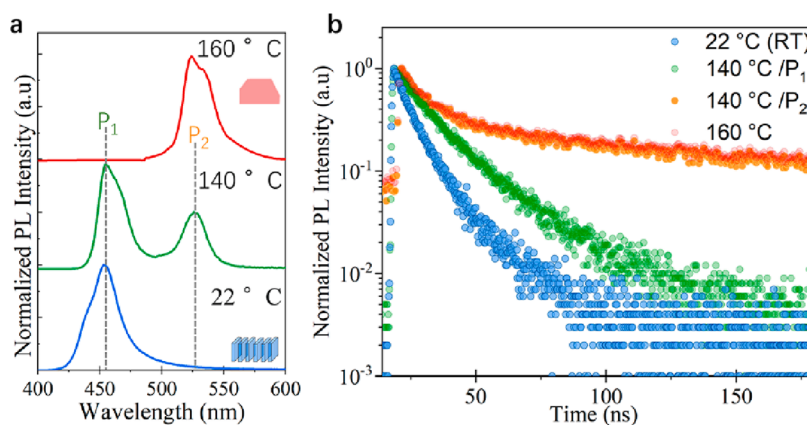 a
160 ° C
P1
P2
140 ° C
22 ° C
Normalized PL Intensity (a.u)
400
450
500
550
600
Wavelength (nm)
b
22 °C (RT)
140 °C /P1
140 °C /P2
160 °C
10^0
10^-1
10^-2
10^-3
Normalized PL Intensity (a.u)
50
100
150
Time (ns)